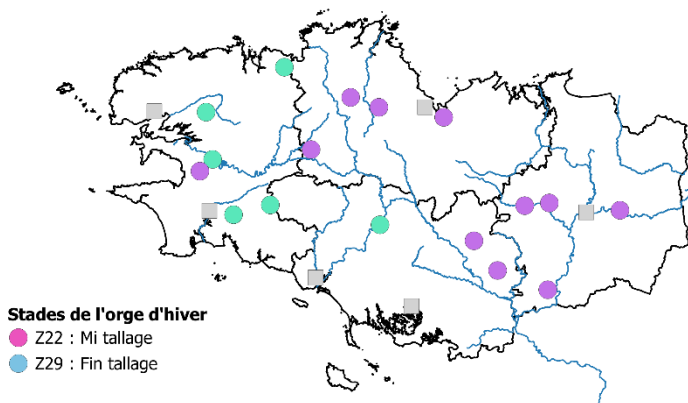 Stades de l'orge d'hiver
Z22 : Mi tallage
Z29 : Fin tallage